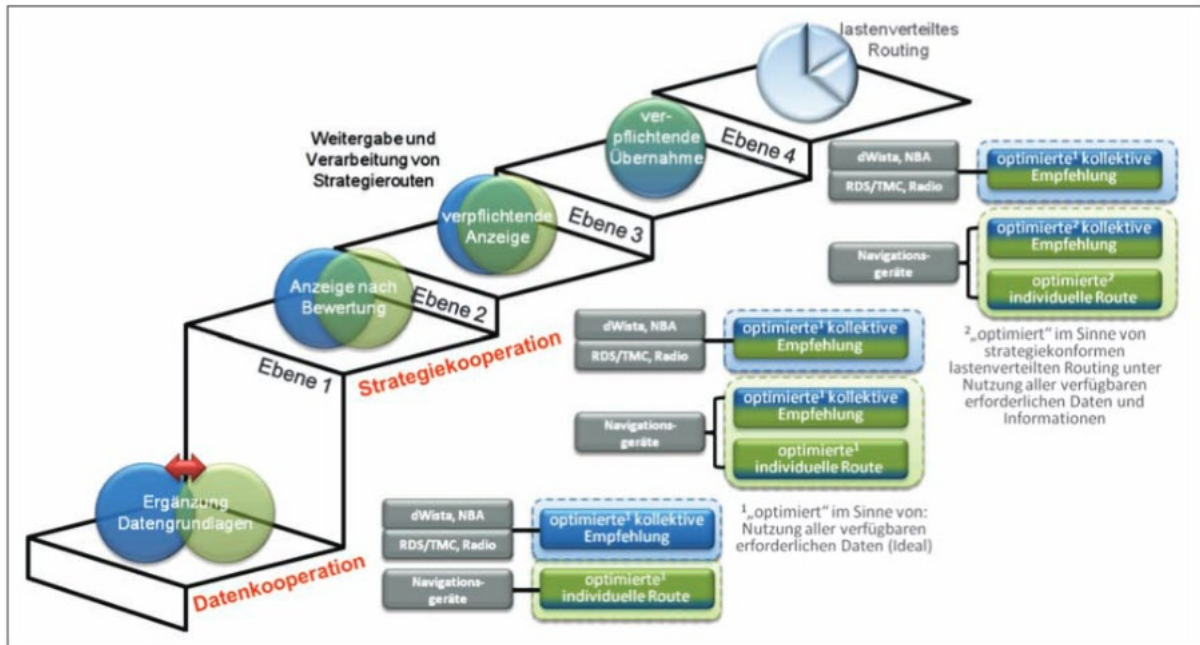 lastenverteiltes
Routing
Weitergabe und
Verarbeitung von
Strategierouten
ver-
pflichtende
Übernahme
Ebene 4
verpflichtende
Anzeige
Ebene 3
Anzeige nach
Bewertung
Ebene 2
Ebene 1
Strategiekooperation
Ergänzung
Datengrundlagen
Datenkooperation
dWista, NBA
RDS/TMC, Radio
optimierte¹ kollektive
Empfehlung
Navigations-
geräte
optimierte² kollektive
Empfehlung
optimierte²
individuelle Route
²„optimiert“ im Sinne von
strategiekonformen
lastenverteilten Routing unter
Nutzung aller verfügbaren
erforderlichen Daten und
Informationen
dWista, NBA
RDS/TMC, Radio
optimierte¹ kollektive
Empfehlung
Navigations-
geräte
optimierte¹ kollektive
Empfehlung
optimierte¹
individuelle Route
¹„optimiert“ im Sinne von:
Nutzung aller verfügbaren
erforderlichen Daten (Ideal)
dWista, NBA
RDS/TMC, Radio
optimierte¹ kollektive
Empfehlung
Navigations-
geräte
optimierte¹
individuelle Route